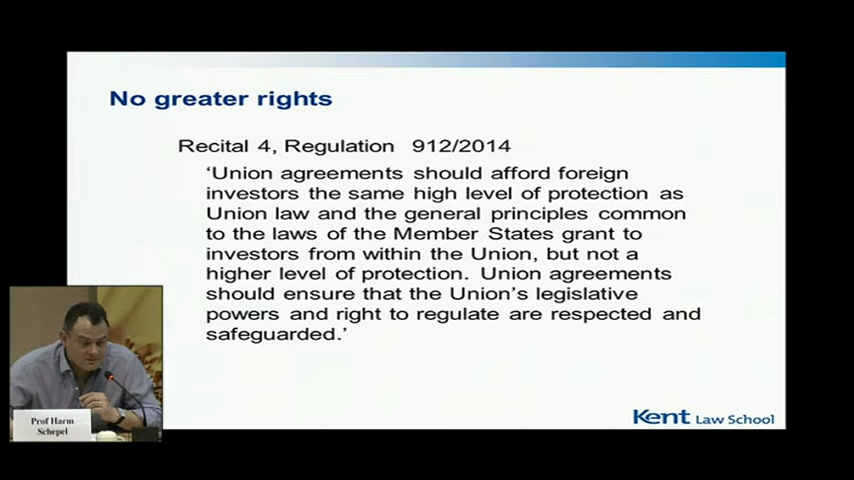 No greater rights
Recital 4, Regulation 912/2014
‘Union agreements should afford foreign
investors the same high level of protection as
Union law and the general principles common
to the laws of the Member States grant to
investors from within the Union, but not a
higher level of protection. Union agreements
should ensure that the Union’s legislative
powers and right to regulate are respected and
safeguarded.’
Prof Harm
Schepel
Kent Law School